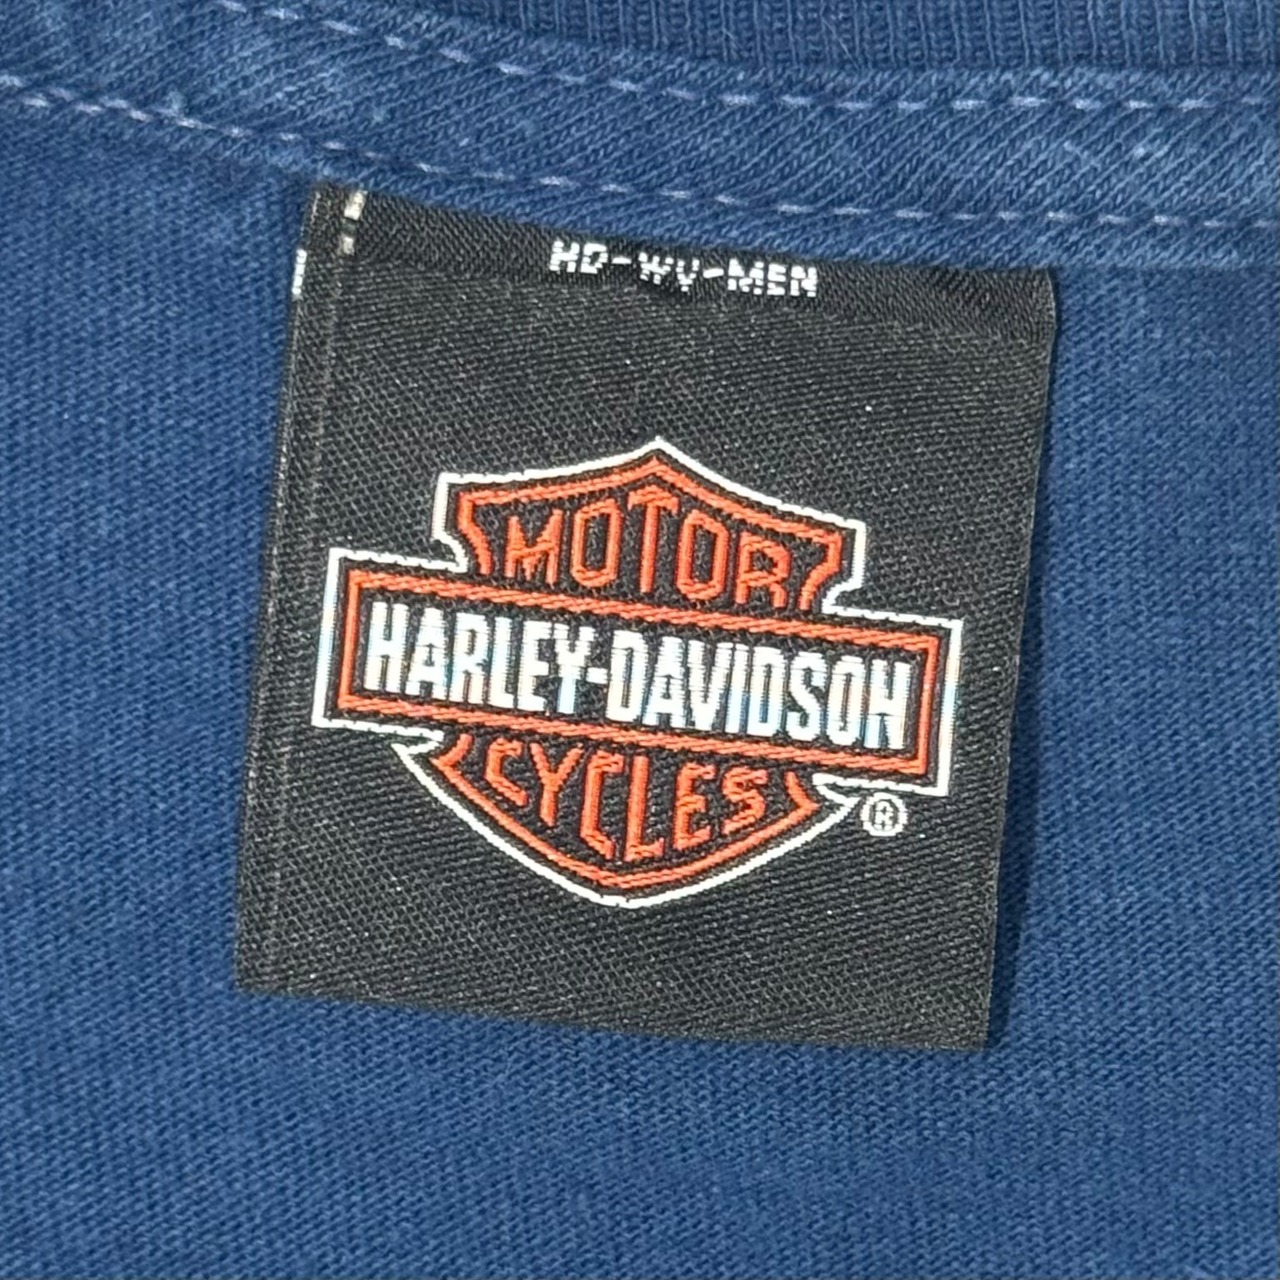 HD-WV-MEN
MOTOR
HARLEY-DAVIDSON
CYCLES
®